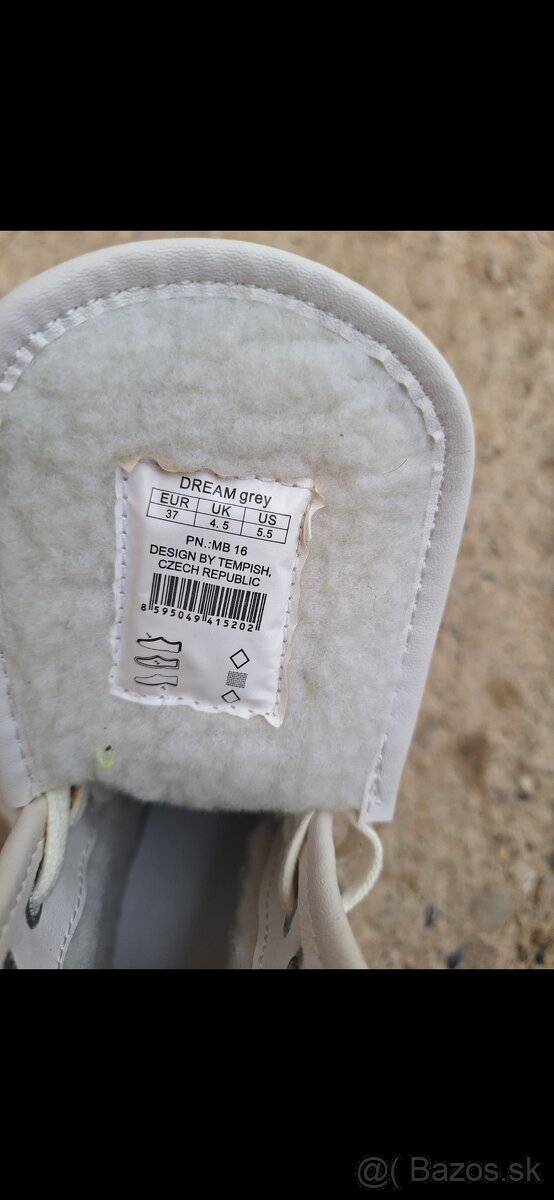 DREAM grey
EUR UK US
37 4.5 5.5
PN.:MB 16
DESIGN BY TEMPISH,
CZECH REPUBLIC
8 595049 415202
@( Bazos.sk